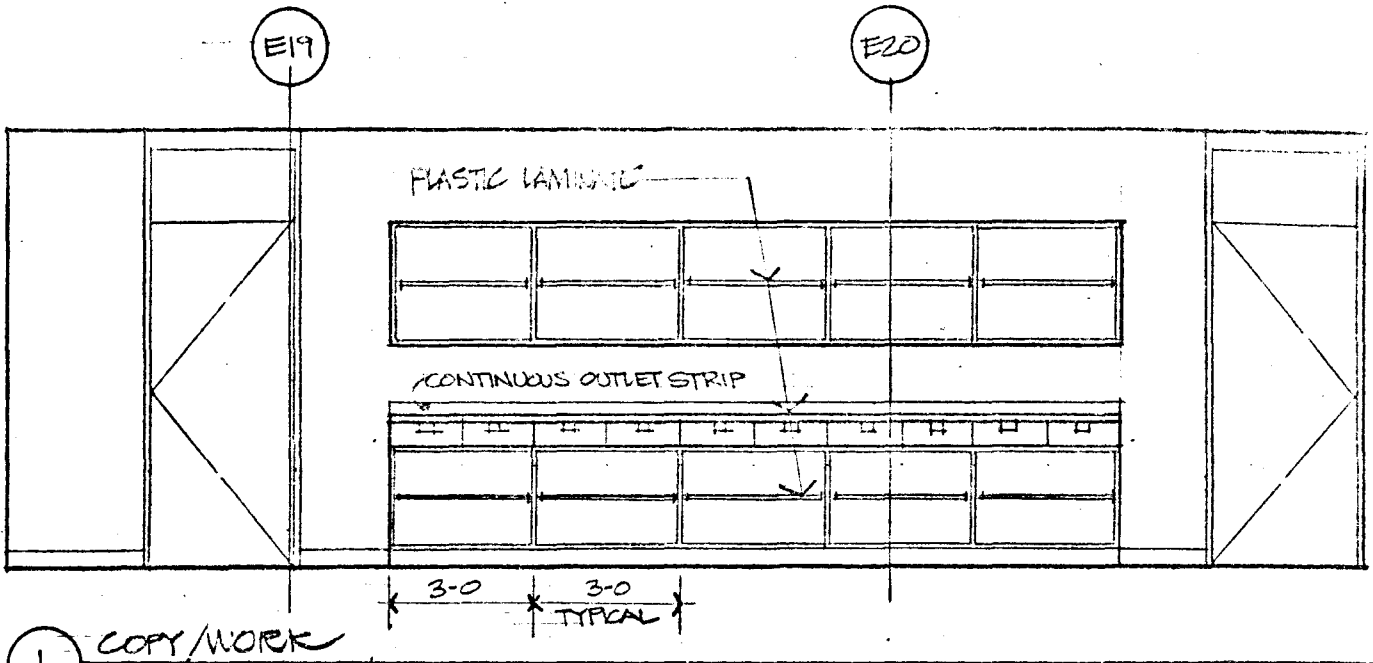 E19
E20
PLASTIC LAMINATE
CONTINUOUS OUTLET STRIP
3-0
3-0
TYPICAL
1
COPY/WORK